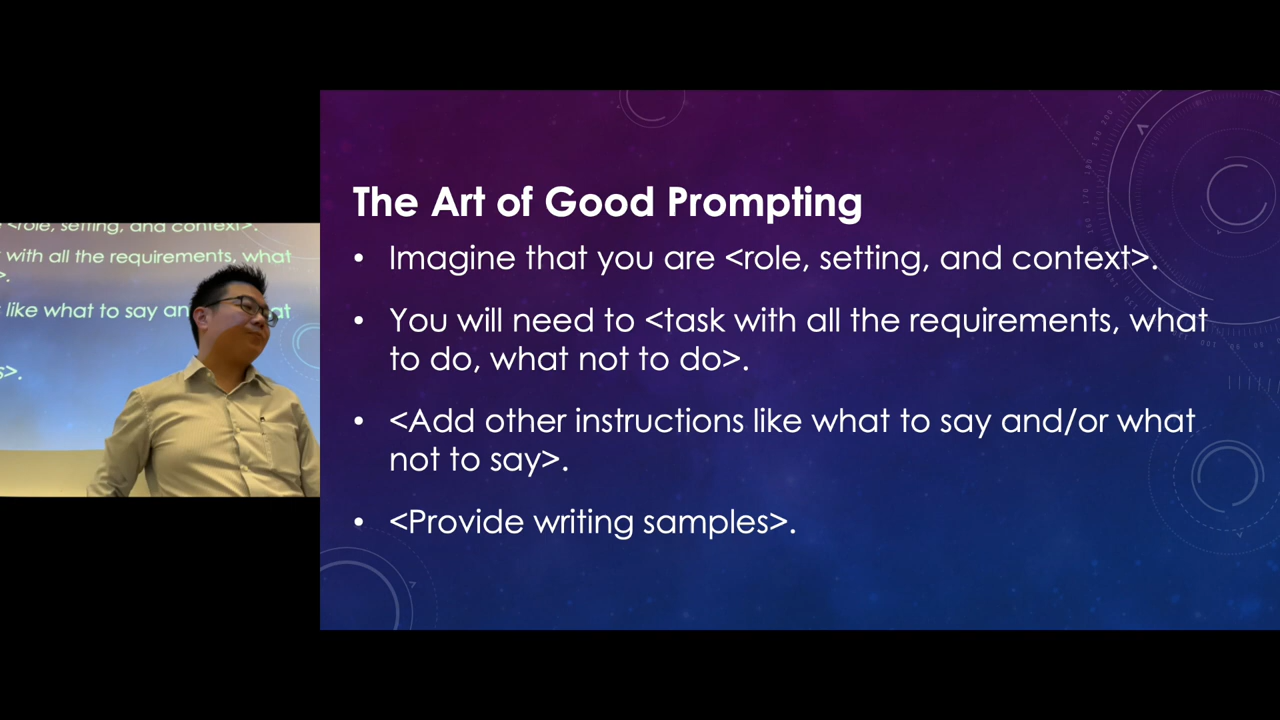 The Art of Good Prompting
• Imagine that you are <role, setting, and context>.
• You will need to <task with all the requirements, what
to do, what not to do>.
• <Add other instructions like what to say and/or what
not to say>.
• <Provide writing samples>.
<role, setting, and context>.
with all the requirements, what
>.
like what to say an at
s>.